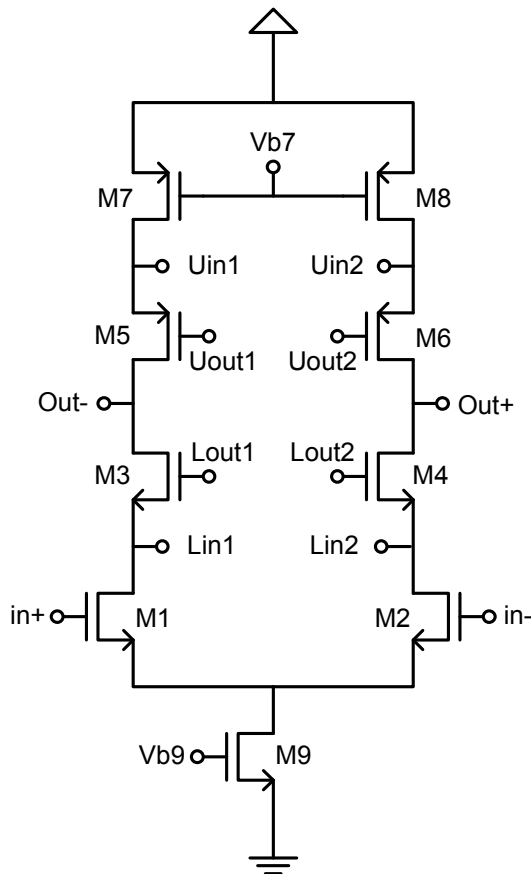 Vb7
M7
M8
Uin1
Uin2
M5
M6
Uout1
Uout2
Out-
Out+
Lout1
Lout2
M3
M4
Lin1
Lin2
in+
M1
M2
in-
Vb9
M9